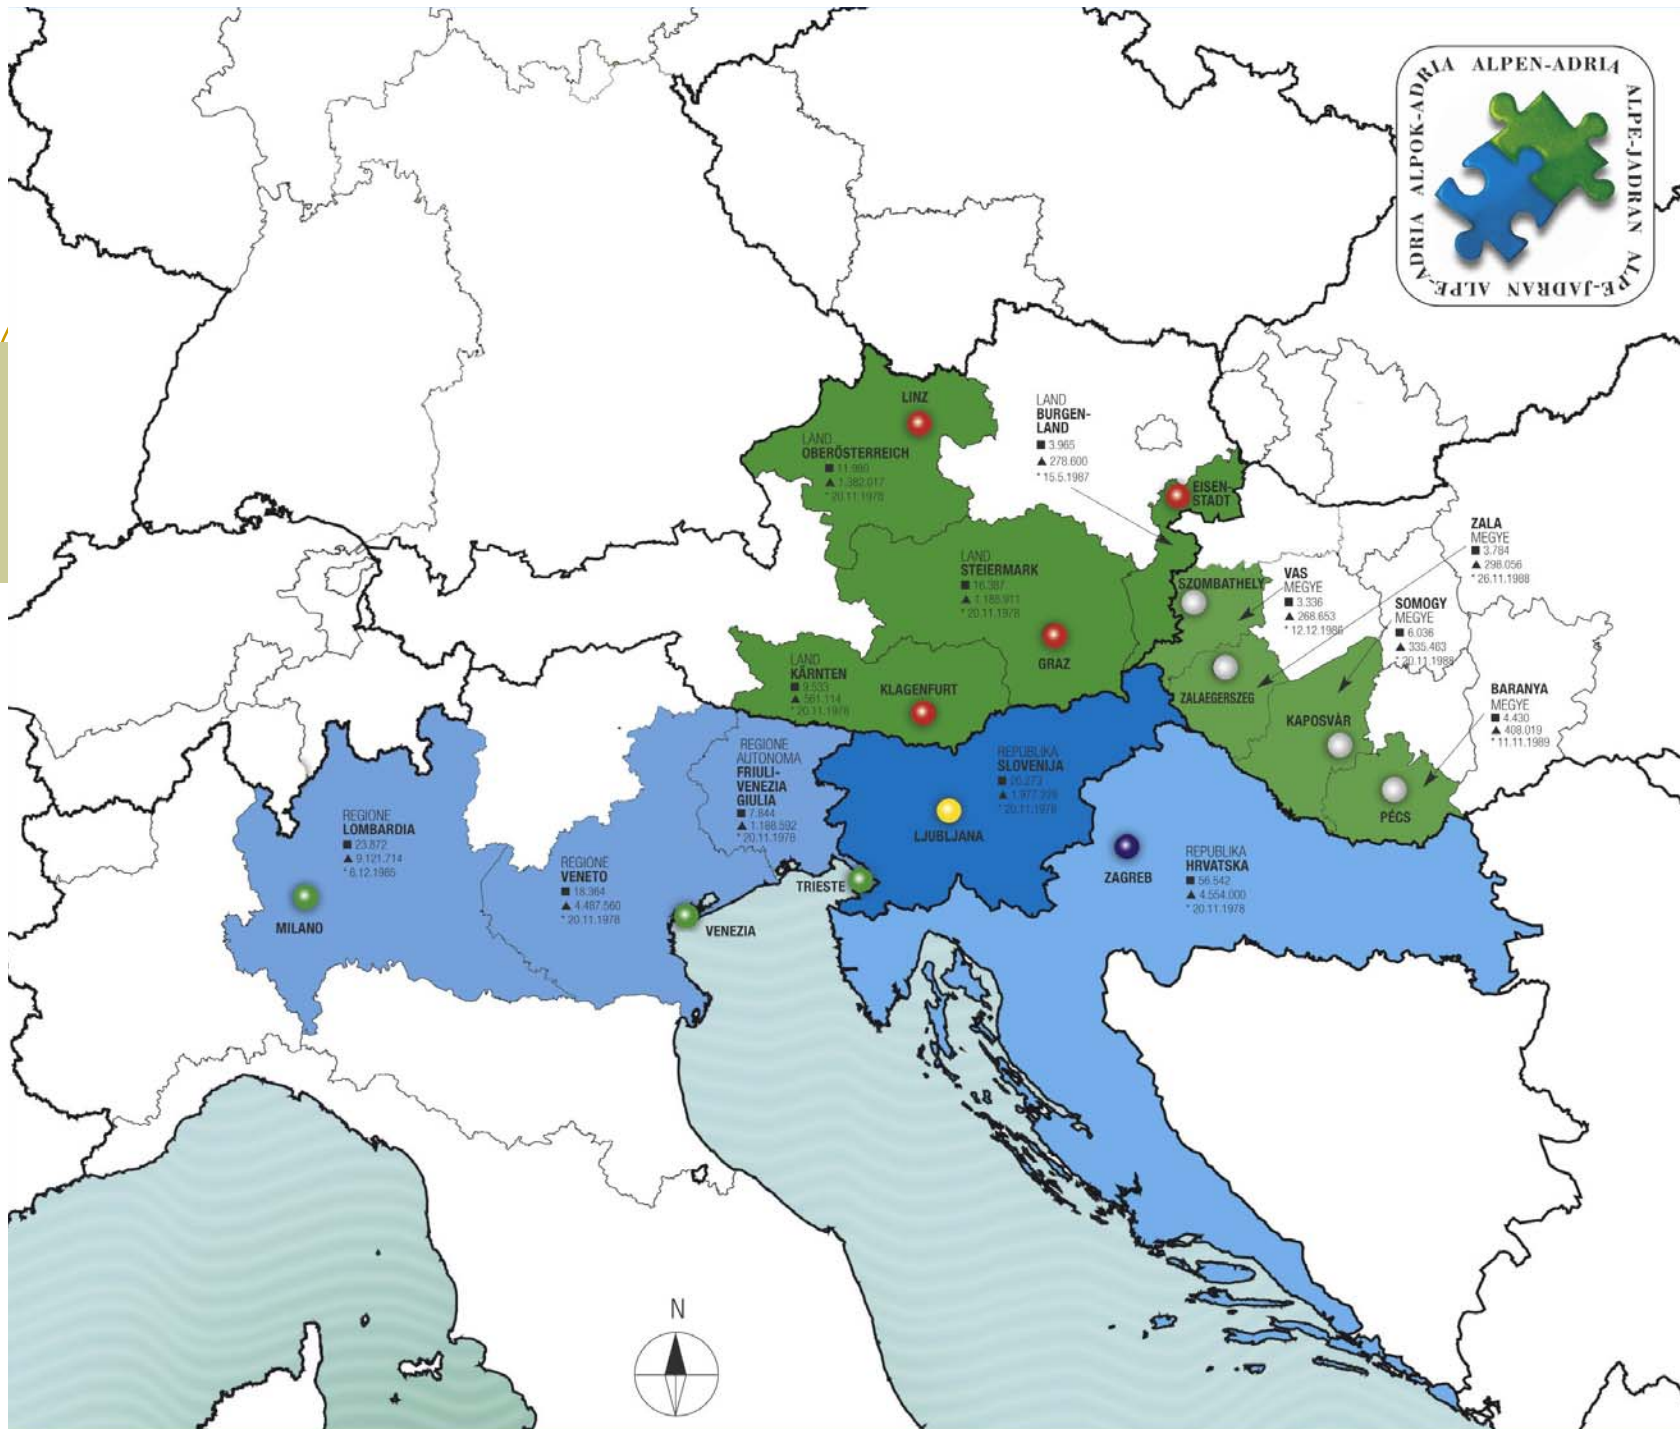 ALPE-ADRIA ALPOK-ADRIA ALPEN-ADRIA ALPE-JADRAN ALPE-JADRAN ALPE-JADRAN
LINZ
LAND
OBERÖSTERREICH
■ 11.980
▲ 1.382.017
* 20.11.1978
LAND
BURGEN-
LAND
■ 3.965
▲ 278.600
* 15.5.1987
EISEN-
STADT
LAND
STEIERMARK
■ 16.387
▲ 1.185.911
* 20.11.1978
GRAZ
LAND
KÄRNTEN
■ 9.533
▲ 561.114
* 20.11.1978
KLAGENFURT
SZOMBATHELY
VAS
MEGYE
■ 3.336
▲ 268.653
* 12.12.1986
ZALA
MEGYE
■ 3.784
▲ 298.056
* 26.11.1988
ZALAEGERSZEG
SOMOGY
MEGYE
■ 6.036
▲ 335.463
* 20.11.1988
KAPOSVÁR
BARANYA
MEGYE
■ 4.430
▲ 408.019
* 11.11.1989
PÉCS
REGIONE
LOMBARDIA
■ 23.872
▲ 9.121.714
* 6.12.1985
MILANO
REGIONE
VENETO
■ 18.364
▲ 4.487.560
* 20.11.1978
VENEZIA
REGIONE
AUTONOMA
FRIULI-
VENEZIA
GIULIA
■ 7.844
▲ 1.188.592
* 20.11.1978
TRIESTE
REPUBLIKA
SLOVENIJA
■ 20.273
* 20.11.1978
LJUBLJANA
REPUBLIKA
HRVATSKA
■ 56.542
▲ 4.554.000
* 20.11.1978
ZAGREB
N